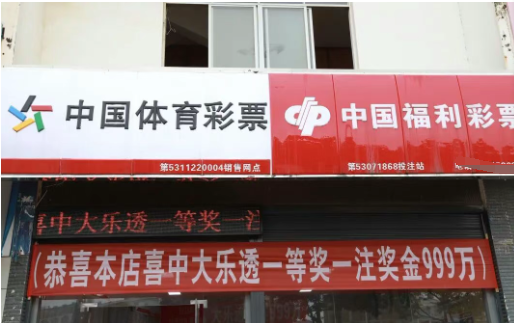 中国体育彩票
第5311220004销售网点
中国福利彩票
第53071868投注站
喜中大乐透一等奖一注
(恭喜本店喜中大乐透一等奖一注奖金999万)